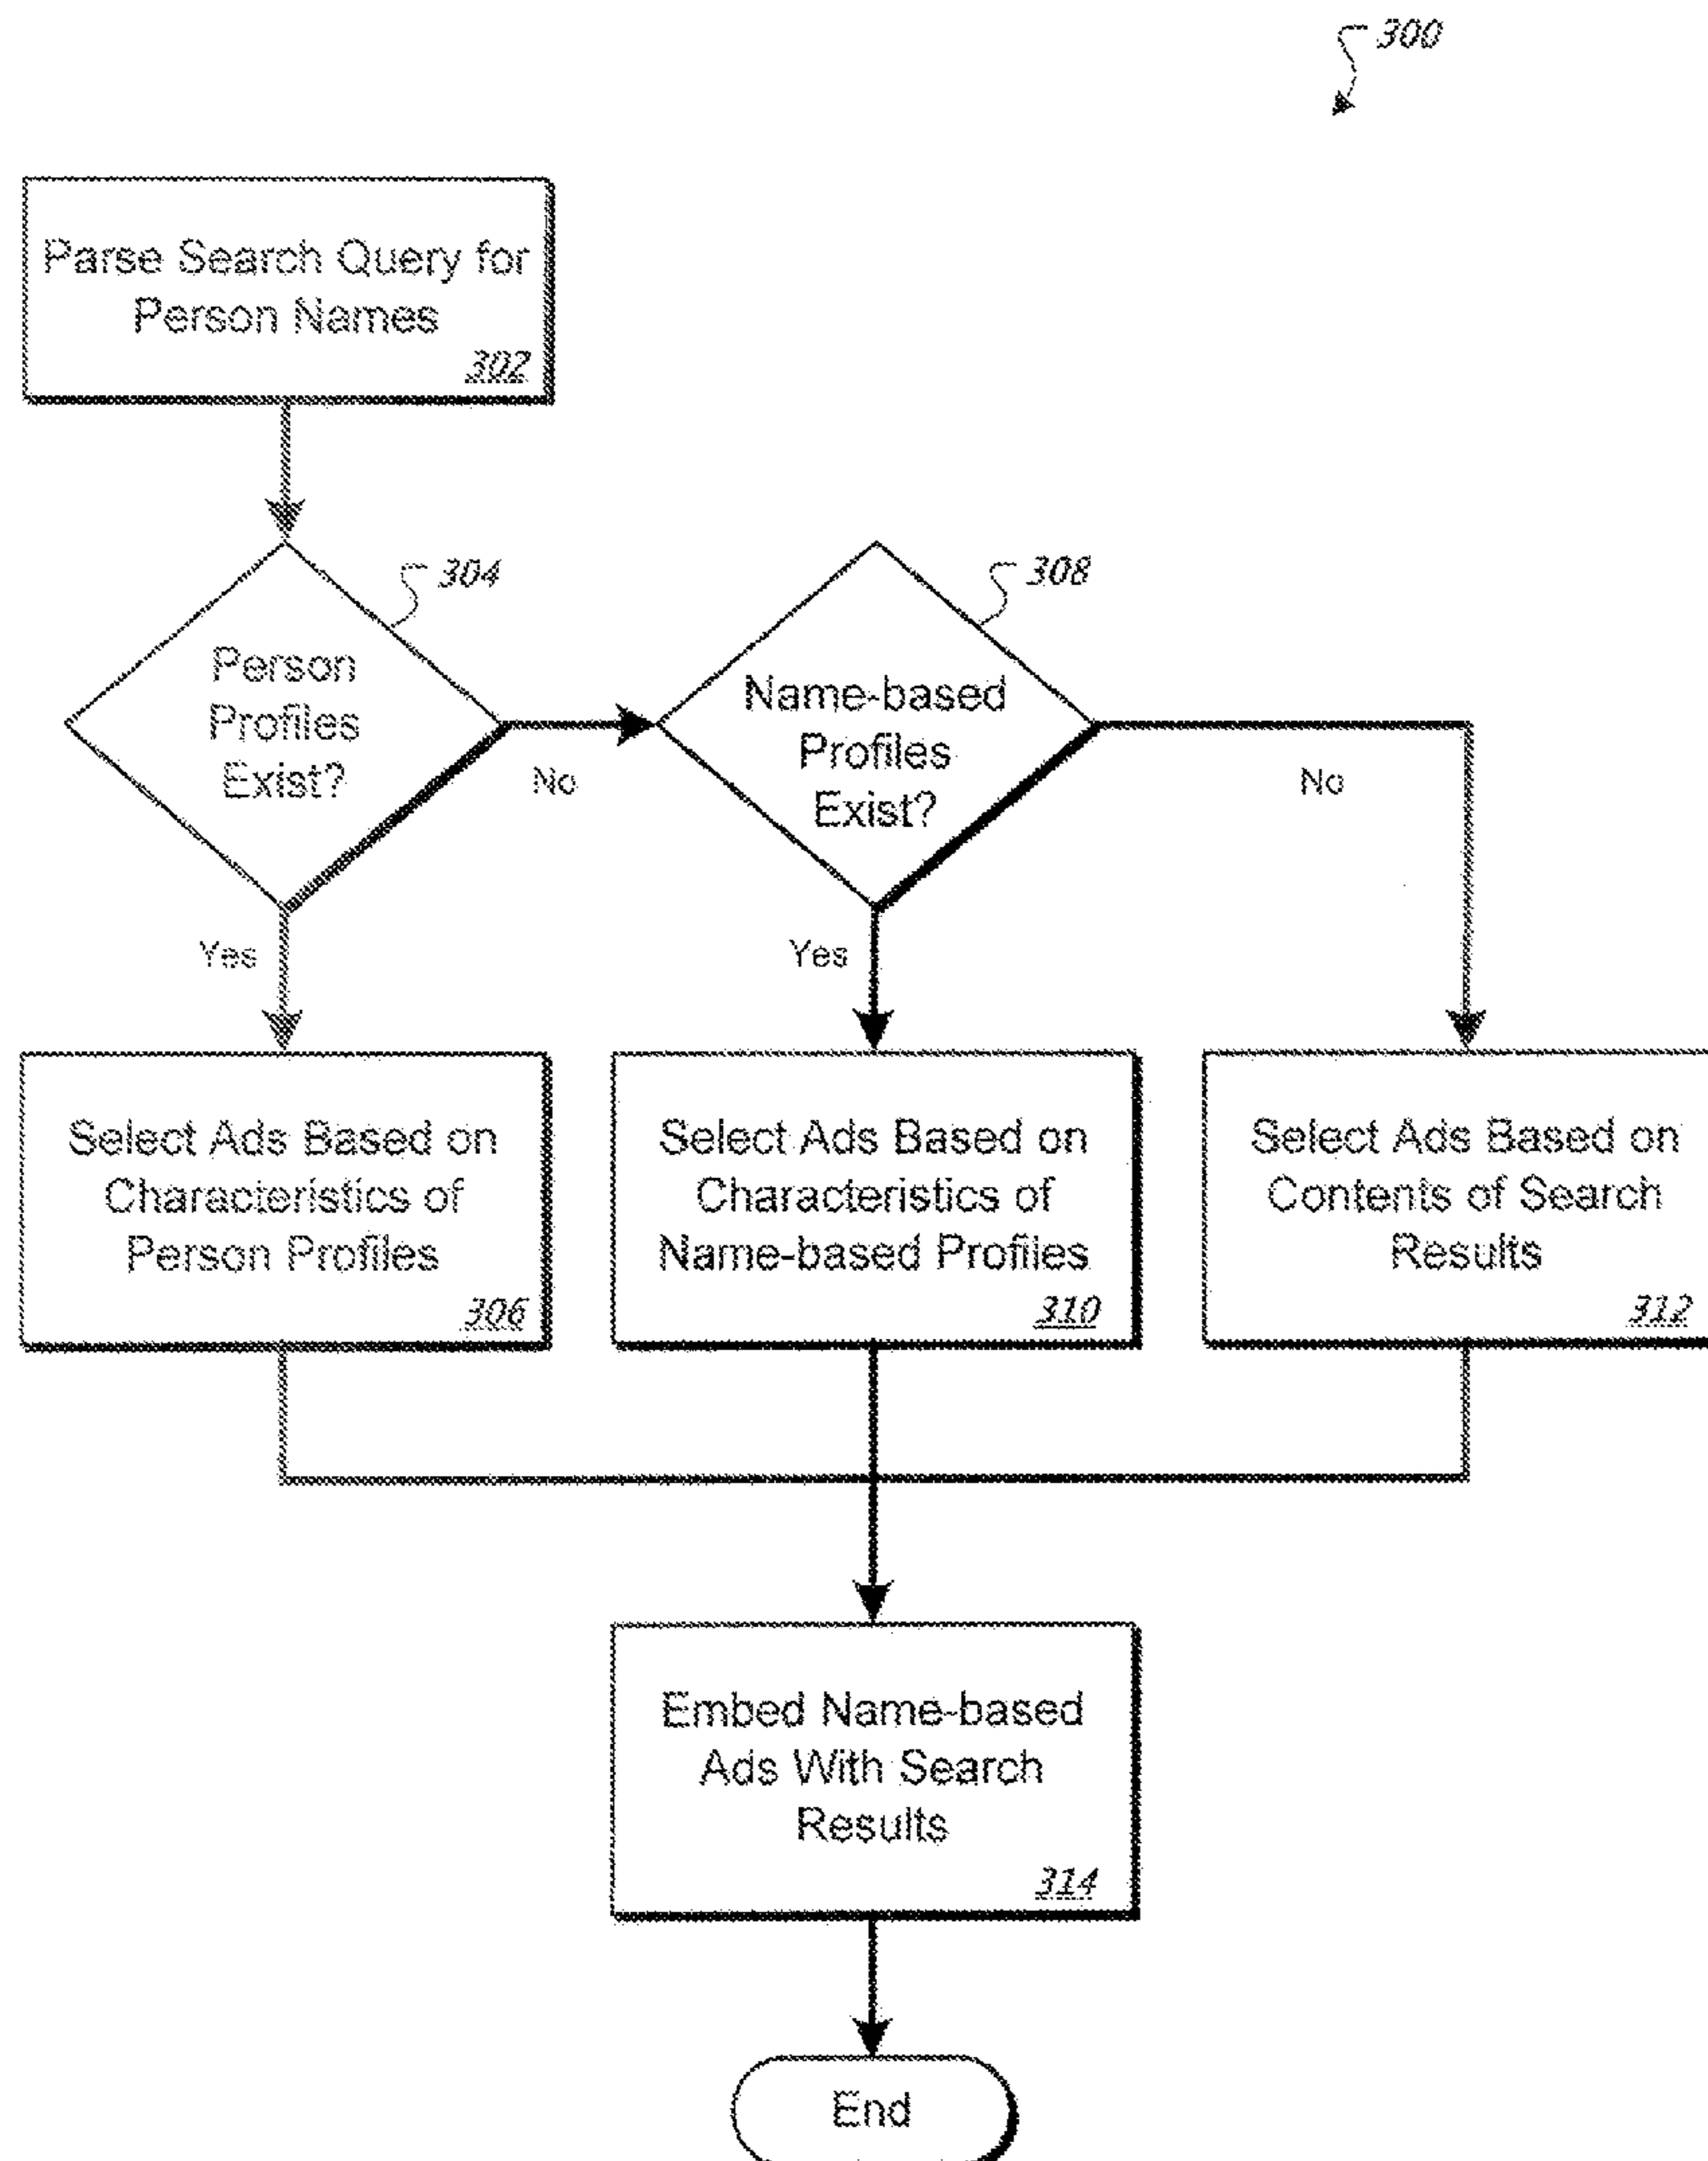 300
Parse Search Query for
Person Names
302
304
Person
Profiles
Exist?
308
Name-based
Profiles
Exist?
No
No
Yes
Yes
Select Ads Based on
Characteristics of
Person Profiles
306
Select Ads Based on
Characteristics of
Name-based Profiles
310
Select Ads Based on
Contents of Search
Results
312
Embed Name-based
Ads With Search
Results
314
End